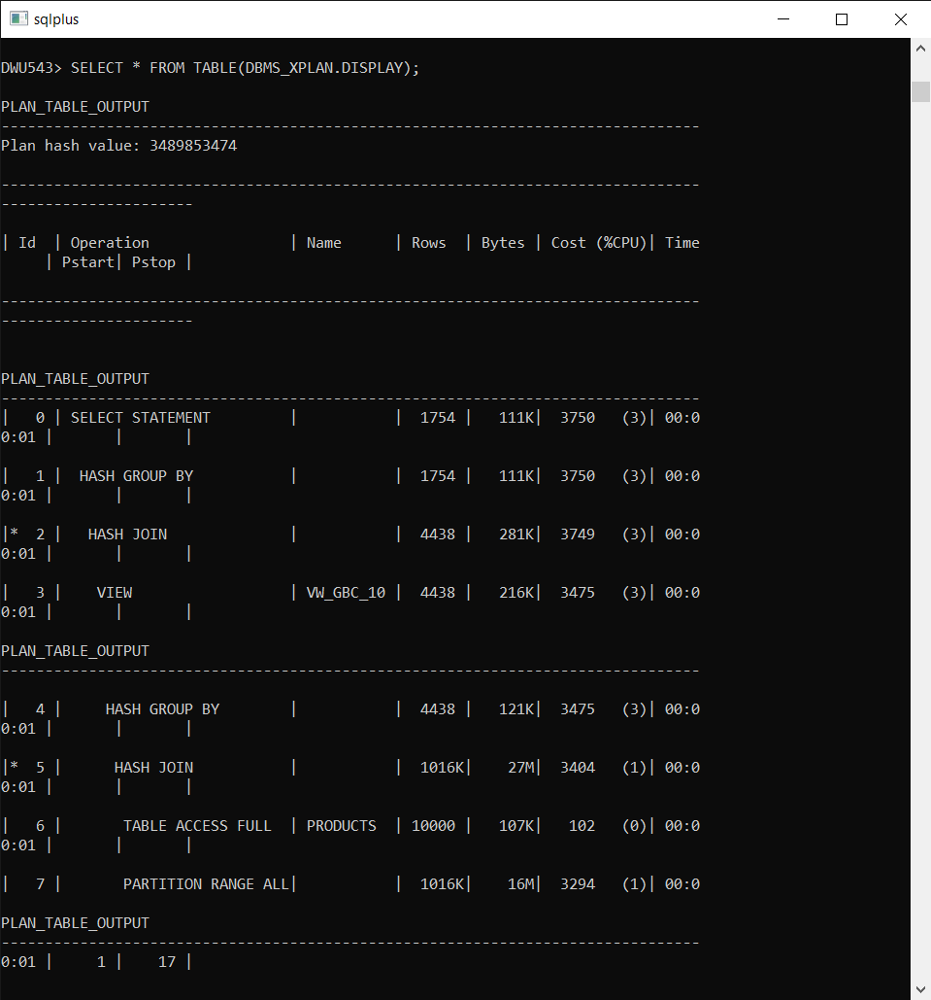 sqlplus
DWU543> SELECT * FROM TABLE(DBMS_XPLAN.DISPLAY);
PLAN_TABLE_OUTPUT
--------------------------------------------------------------------------------
Plan hash value: 3489853474
--------------------------------------------------------------------------------
----------------------
| Id  | Operation                | Name      | Rows  | Bytes | Cost (%CPU)| Time
     | Pstart| Pstop |
--------------------------------------------------------------------------------
----------------------
PLAN_TABLE_OUTPUT
--------------------------------------------------------------------------------
|   0 | SELECT STATEMENT         |           |  1754 |   111K|  3750   (3)| 00:0
0:01 |       |       |
|   1 |  HASH GROUP BY           |           |  1754 |   111K|  3750   (3)| 00:0
0:01 |       |       |
|*  2 |   HASH JOIN              |           |  4438 |   281K|  3749   (3)| 00:0
0:01 |       |       |
|   3 |    VIEW                  | VW_GBC_10 |  4438 |   216K|  3475   (3)| 00:0
0:01 |       |       |
PLAN_TABLE_OUTPUT
--------------------------------------------------------------------------------
|   4 |     HASH GROUP BY        |           |  4438 |   121K|  3475   (3)| 00:0
0:01 |       |       |
|*  5 |      HASH JOIN           |           |  1016K|    27M|  3404   (1)| 00:0
0:01 |       |       |
|   6 |       TABLE ACCESS FULL  | PRODUCTS  | 10000 |   107K|   102   (0)| 00:0
0:01 |       |       |
|   7 |       PARTITION RANGE ALL|           |  1016K|    16M|  3294   (1)| 00:0
PLAN_TABLE_OUTPUT
--------------------------------------------------------------------------------
0:01 |     1 |    17 |